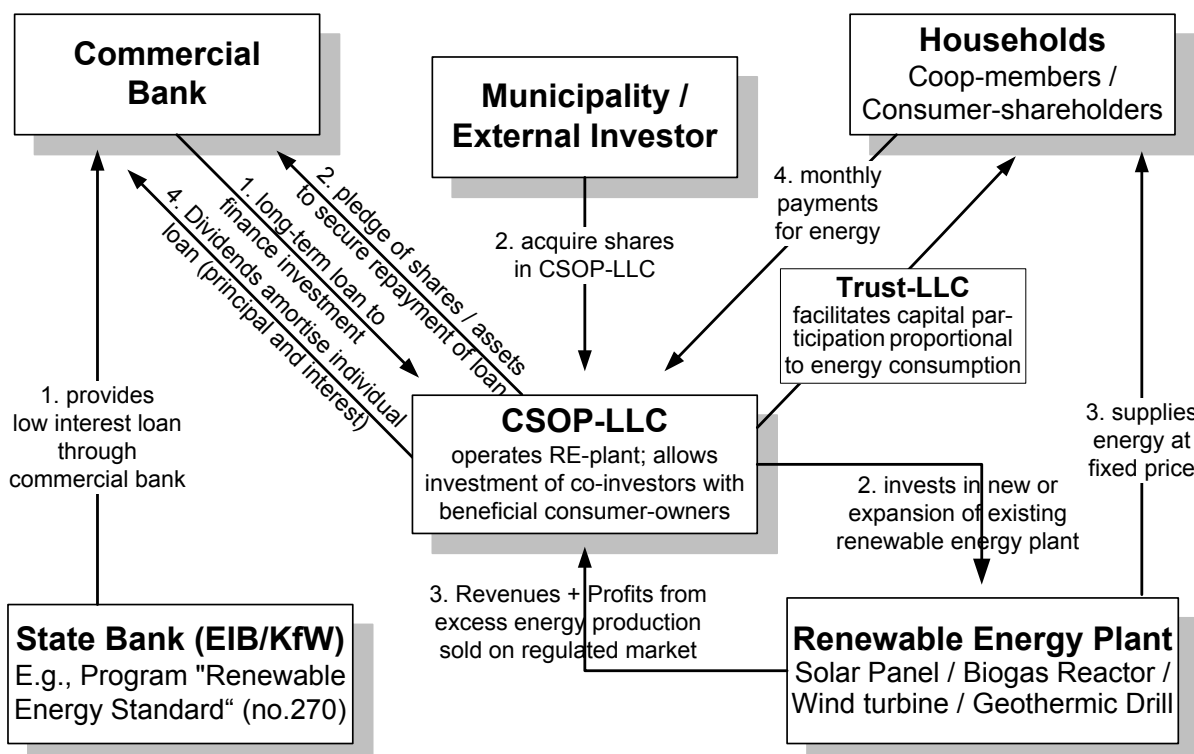 Commercial
Bank
Municipality /
External Investor
Households
Coop-members /
Consumer-shareholders
1. long-term loan to
finance investment
2. pledge of shares / assets
to secure repayment of loan
4. Dividends amortise individual
loan (principal and interest)
2. acquire shares
in CSOP-LLC
4. monthly
payments
for energy
Trust-LLC
facilitates capital par-
ticipation proportional
to energy consumption
1. provides
low interest loan
through
commercial bank
CSOP-LLC
operates RE-plant; allows
investment of co-investors with
beneficial consumer-owners
3. supplies
energy at
fixed price
2. invests in new or
expansion of existing
renewable energy plant
3. Revenues + Profits from
excess energy production
sold on regulated market
State Bank (EIB/KfW)
E.g., Program "Renewable
Energy Standard“ (no.270)
Renewable Energy Plant
Solar Panel / Biogas Reactor /
Wind turbine / Geothermic Drill